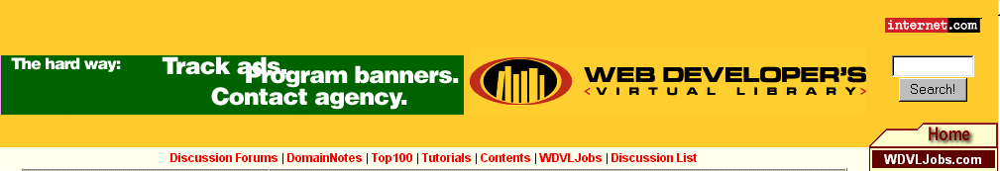 internet.com
The hard way:
Track ads.
Program banners.
Contact agency.
WEB DEVELOPER'S
<VIRTUAL LIBRARY>
Search!
Home
WDVLJobs.com
Discussion Forums | DomainNotes | Top100 | Tutorials | Contents | WDVLJobs | Discussion List